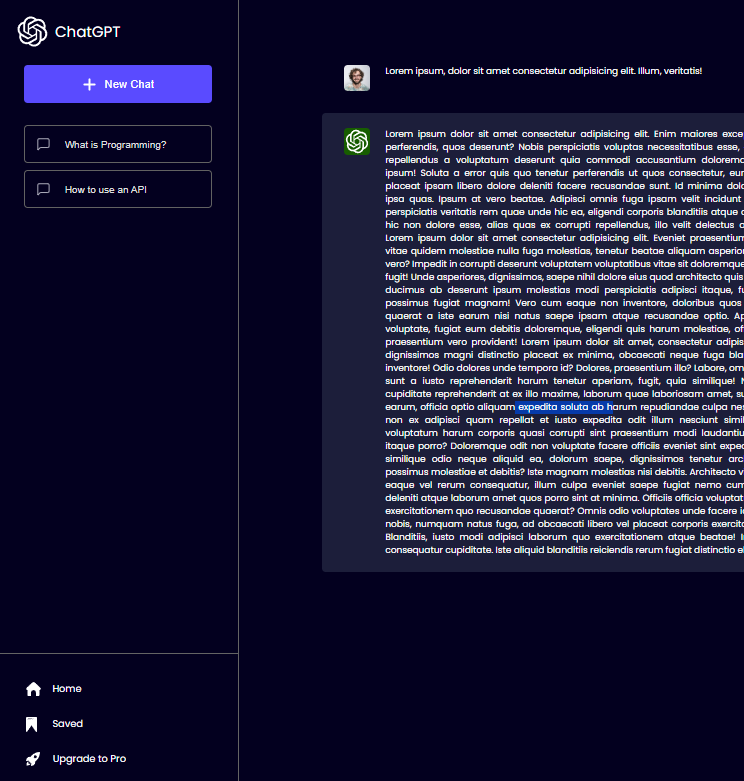 ChatGPT
New Chat
What is Programming?
How to use an API
Home
Saved
Upgrade to Pro
Lorem ipsum, dolor sit amet consectetur adipisicing elit. Illum, veritatis!
Lorem ipsum dolor sit amet consectetur adipisicing elit. Enim maiores exce
perferendis, quos deserunt? Nobis perspiciatis voluptas necessitatibus esse,
repellendus a voluptatum deserunt quia commodi accusantium doloremo
ipsum! Soluta a error quis quo tenetur perferendis ut quos consectetur, eur
placeat ipsam libero dolore deleniti facere recusandae sunt. Id minima dolo
ipsa quas. Ipsum at vero beatae. Adipisci omnis fuga ipsam velit incidunt
perspiciatis veritatis rem quae unde hic ea, eligendi corporis blanditiis atque
hic non dolore esse, alias quas ex corrupti repellendus, illo velit delectus
Lorem ipsum dolor sit amet consectetur adipisicing elit. Eveniet praesentium
vitae quidem molestiae nulla fuga molestias, tenetur beatae aliquam asperior
vero? Impedit in corrupti deserunt voluptatem voluptatibus vitae sit doloremque
fugit! Unde asperiores, dignissimos, saepe nihil dolore eius quod architecto quis
ducimus ab deserunt ipsum molestias modi perspiciatis adipisci itaque, fu
possimus fugiat magnam! Vero cum eaque non inventore, doloribus quos
quaerat a iste earum nisi natus saepe ipsam atque recusandae optio. Ap
voluptate, fugiat eum debitis doloremque, eligendi quis harum molestiae, of
praesentium vero provident! Lorem ipsum dolor sit amet, consectetur adipis
dignissimos magni distinctio placeat ex minima, obcaecati neque fuga bla
inventore! Odio dolores unde tempora id? Dolores, praesentium illo? Labore, om
sunt a iusto reprehenderit harum tenetur aperiam, fugit, quia similique! N
cupiditate reprehenderit at ex illo maxime, laborum quae laboriosam amet, su
earum, officia optio aliquam expedita soluta ab harum repudiandae culpa nes
non ex adipisci quam repellat et iusto expedita odit illum nesciunt simil
voluptatum harum corporis quasi corrupti sint praesentium modi laudantiu
itaque porro? Doloremque odit non voluptate facere officiis eveniet sint exped
similique odio neque aliquid ea, dolorum saepe, dignissimos tenetur arc
possimus molestiae et debitis? Iste magnam molestias nisi debitis. Architecto v
eaque vel rerum consequatur, illum culpa eveniet saepe fugiat nemo cum
deleniti atque laborum amet quos porro sint at minima. Officiis officia voluptat
exercitationem quo recusandae quaerat? Omnis odio voluptates unde facere
nobis, numquam natus fuga, ad obcaecati libero vel placeat corporis exercita
Blanditiis, iusto modi adipisci laborum quo exercitationem atque beatae! I
consequatur cupiditate. Iste aliquid blanditiis reiciendis rerum fugiat distinctio